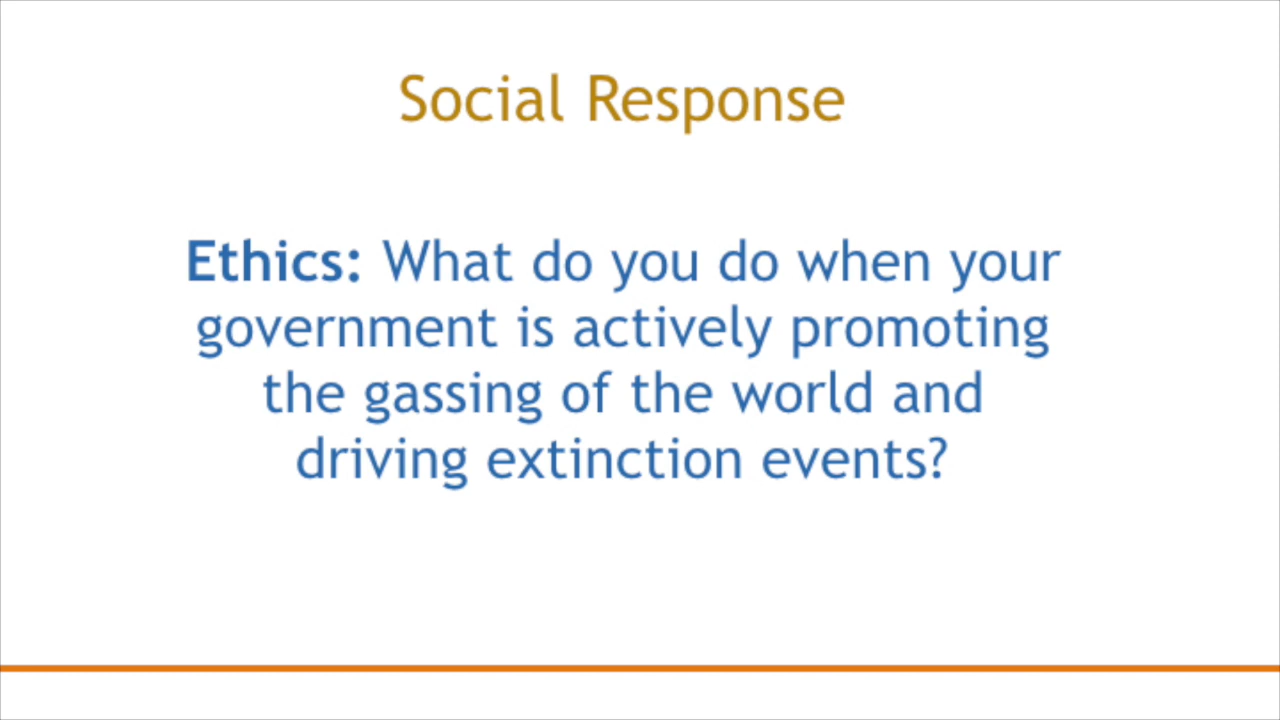 Social Response
Ethics: What do you do when your
government is actively promoting
the gassing of the world and
driving extinction events?